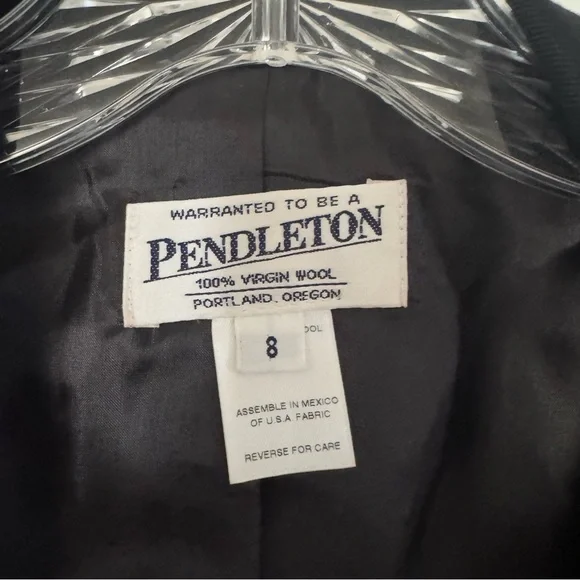 WARRANTED TO BE A
PENDLETON
100% VIRGIN WOOL
PORTLAND, OREGON
8
ASSEMBLE IN MEXICO
OF U.S.A FABRIC
REVERSE FOR CARE